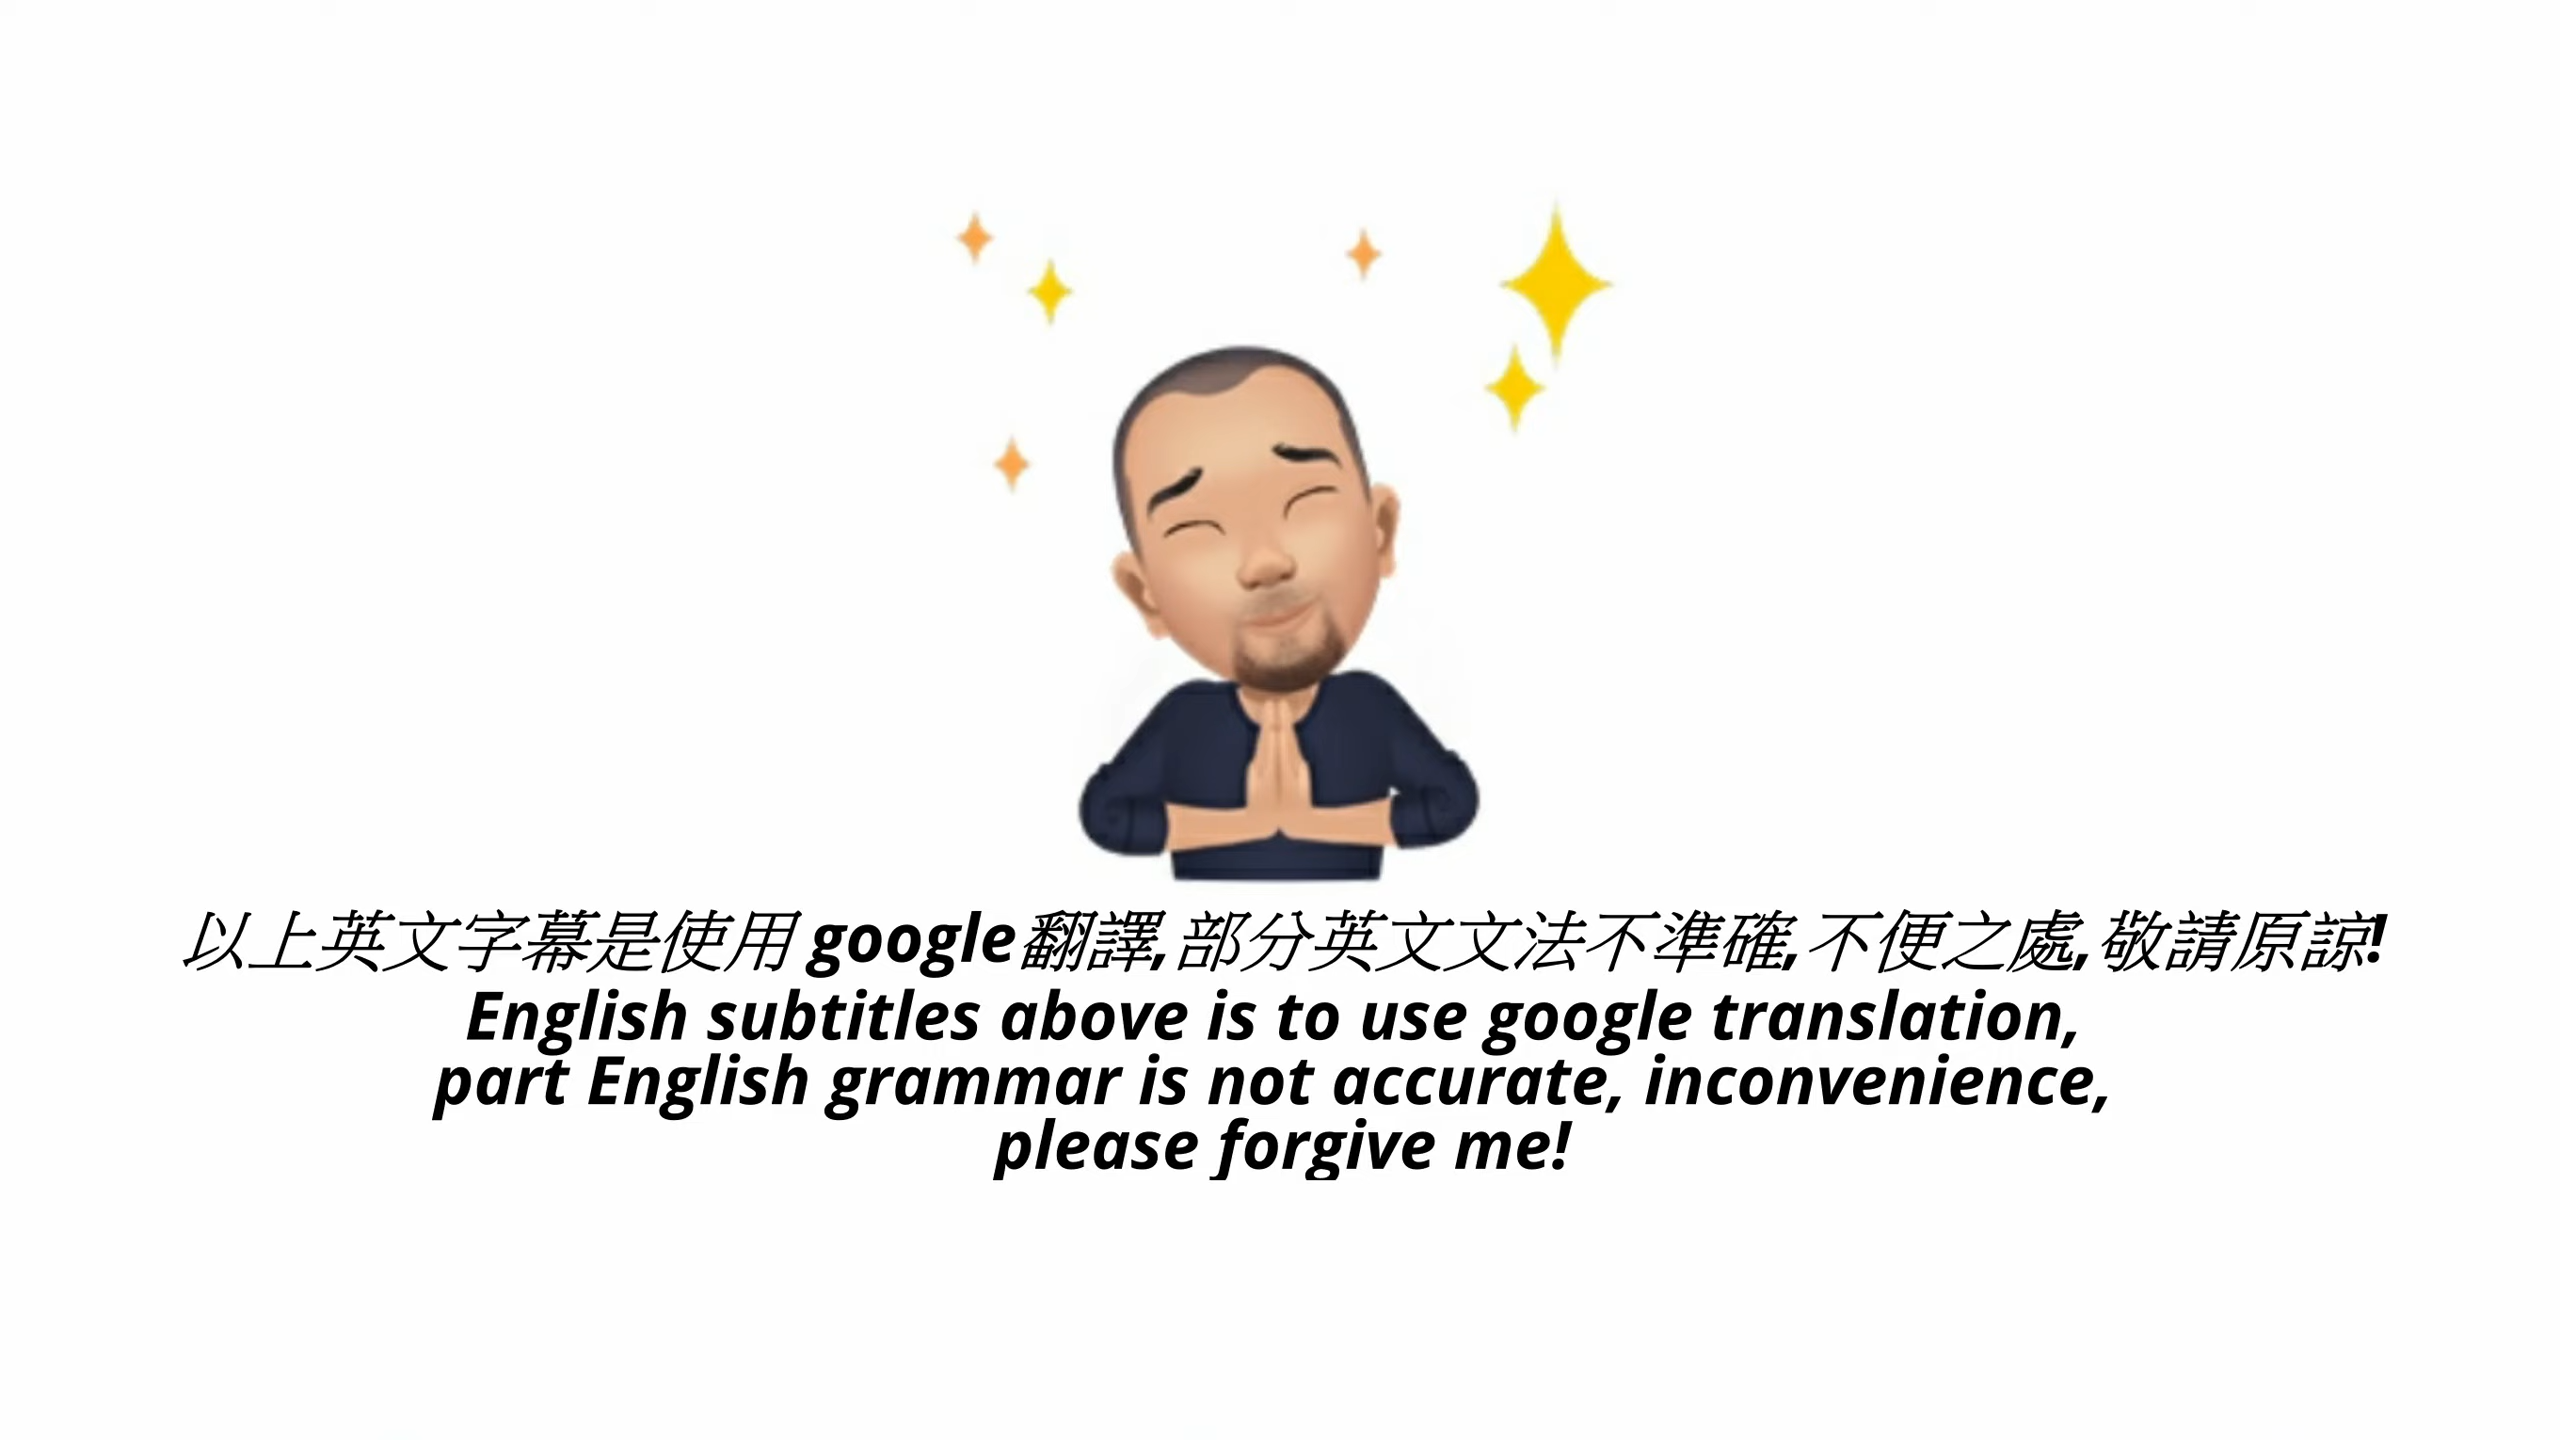 以上英文字幕是使用 google翻譯,部分英文文法不準確,不便之處,敬請原諒!
English subtitles above is to use google translation,
part English grammar is not accurate, inconvenience,
please forgive me!